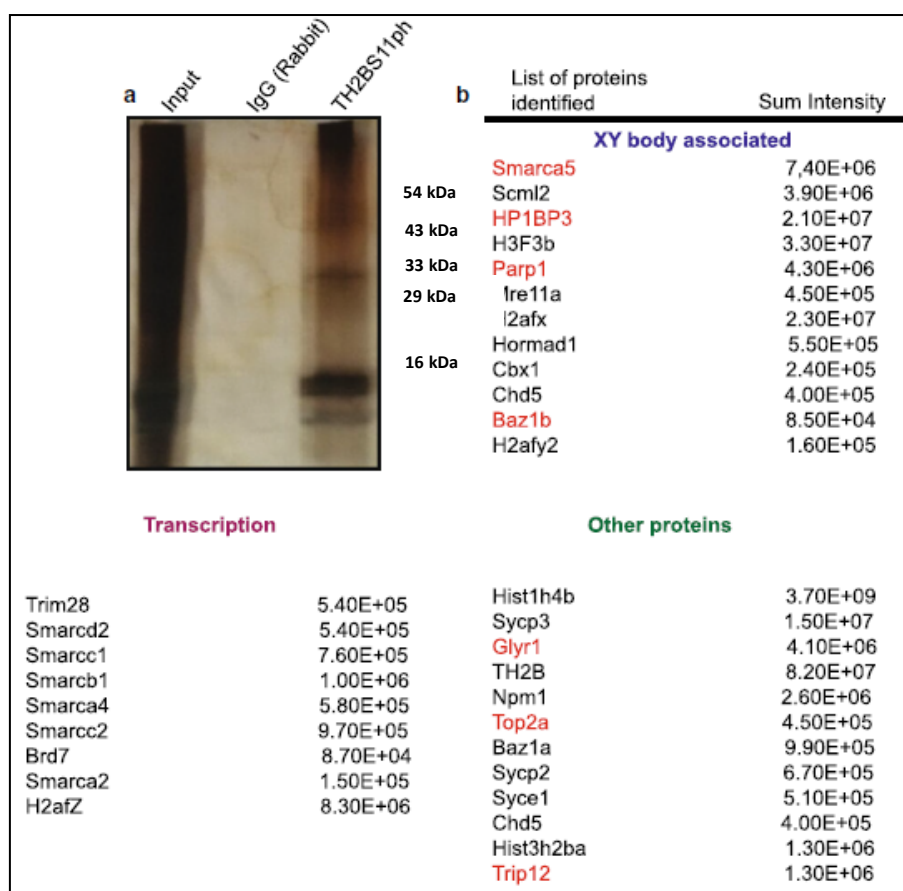 a
Input
IgG (Rabbit)
TH2BS11ph
54 kDa
43 kDa
33 kDa
29 kDa
16 kDa
b
List of proteins
identified Sum Intensity
XY body associated
Smarca5 7,40E+06
Scml2 3.90E+06
HP1BP3 2.10E+07
H3F3b 3.30E+07
Parp1 4.30E+06
lre11a 4.50E+05
l2afx 2.30E+07
Hormad1 5.50E+05
Cbx1 2.40E+05
Chd5 4.00E+05
Baz1b 8.50E+04
H2afy2 1.60E+05
Transcription
Trim28 5.40E+05
Smarcd2 5.40E+05
Smarcc1 7.60E+05
Smarcb1 1.00E+06
Smarca4 5.80E+05
Smarcc2 9.70E+05
Brd7 8.70E+04
Smarca2 1.50E+05
H2afZ 8.30E+06
Other proteins
Hist1h4b 3.70E+09
Sycp3 1.50E+07
Glyr1 4.10E+06
TH2B 8.20E+07
Npm1 2.60E+06
Top2a 4.50E+05
Baz1a 9.90E+05
Sycp2 6.70E+05
Syce1 5.10E+05
Chd5 4.00E+05
Hist3h2ba 1.30E+06
Trip12 1.30E+06